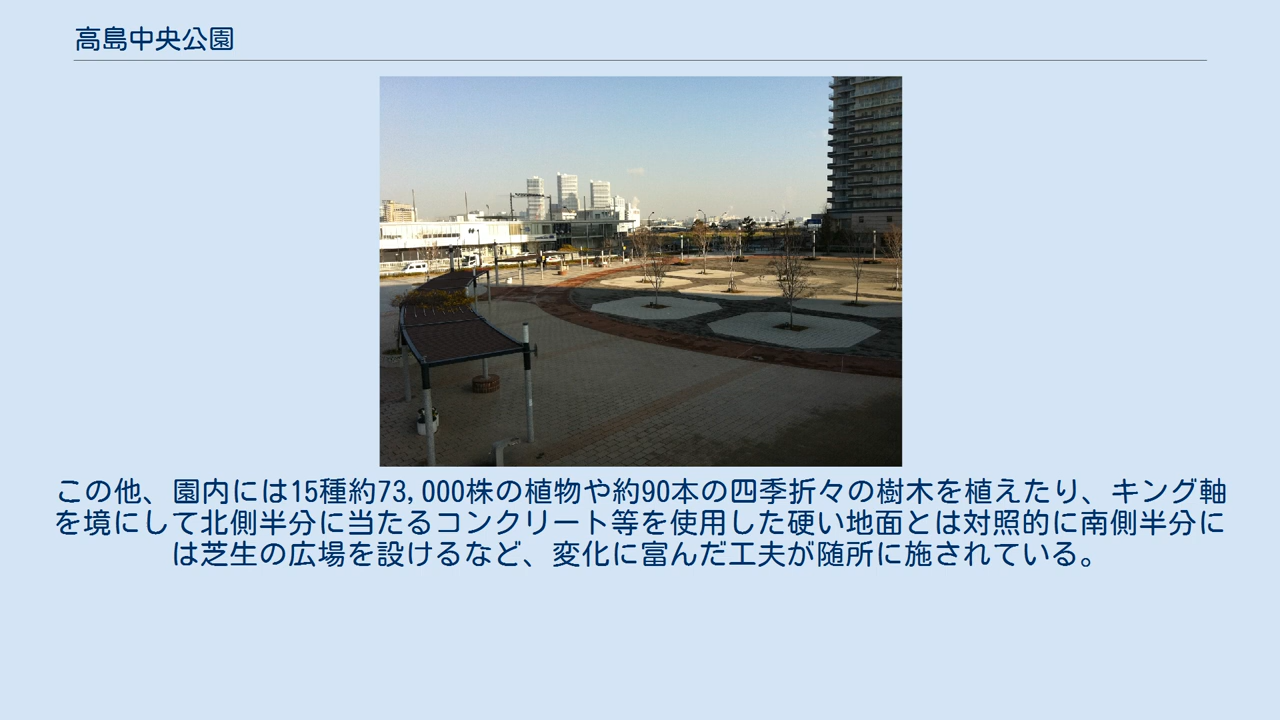 高島中央公園
この他、園内には15種約73,000株の植物や約90本の四季折々の樹木を植えたり、キング軸
を境にして北側半分に当たるコンクリート等を使用した硬い地面とは対照的に南側半分に
は芝生の広場を設けるなど、変化に富んだ工夫が随所に施されている。